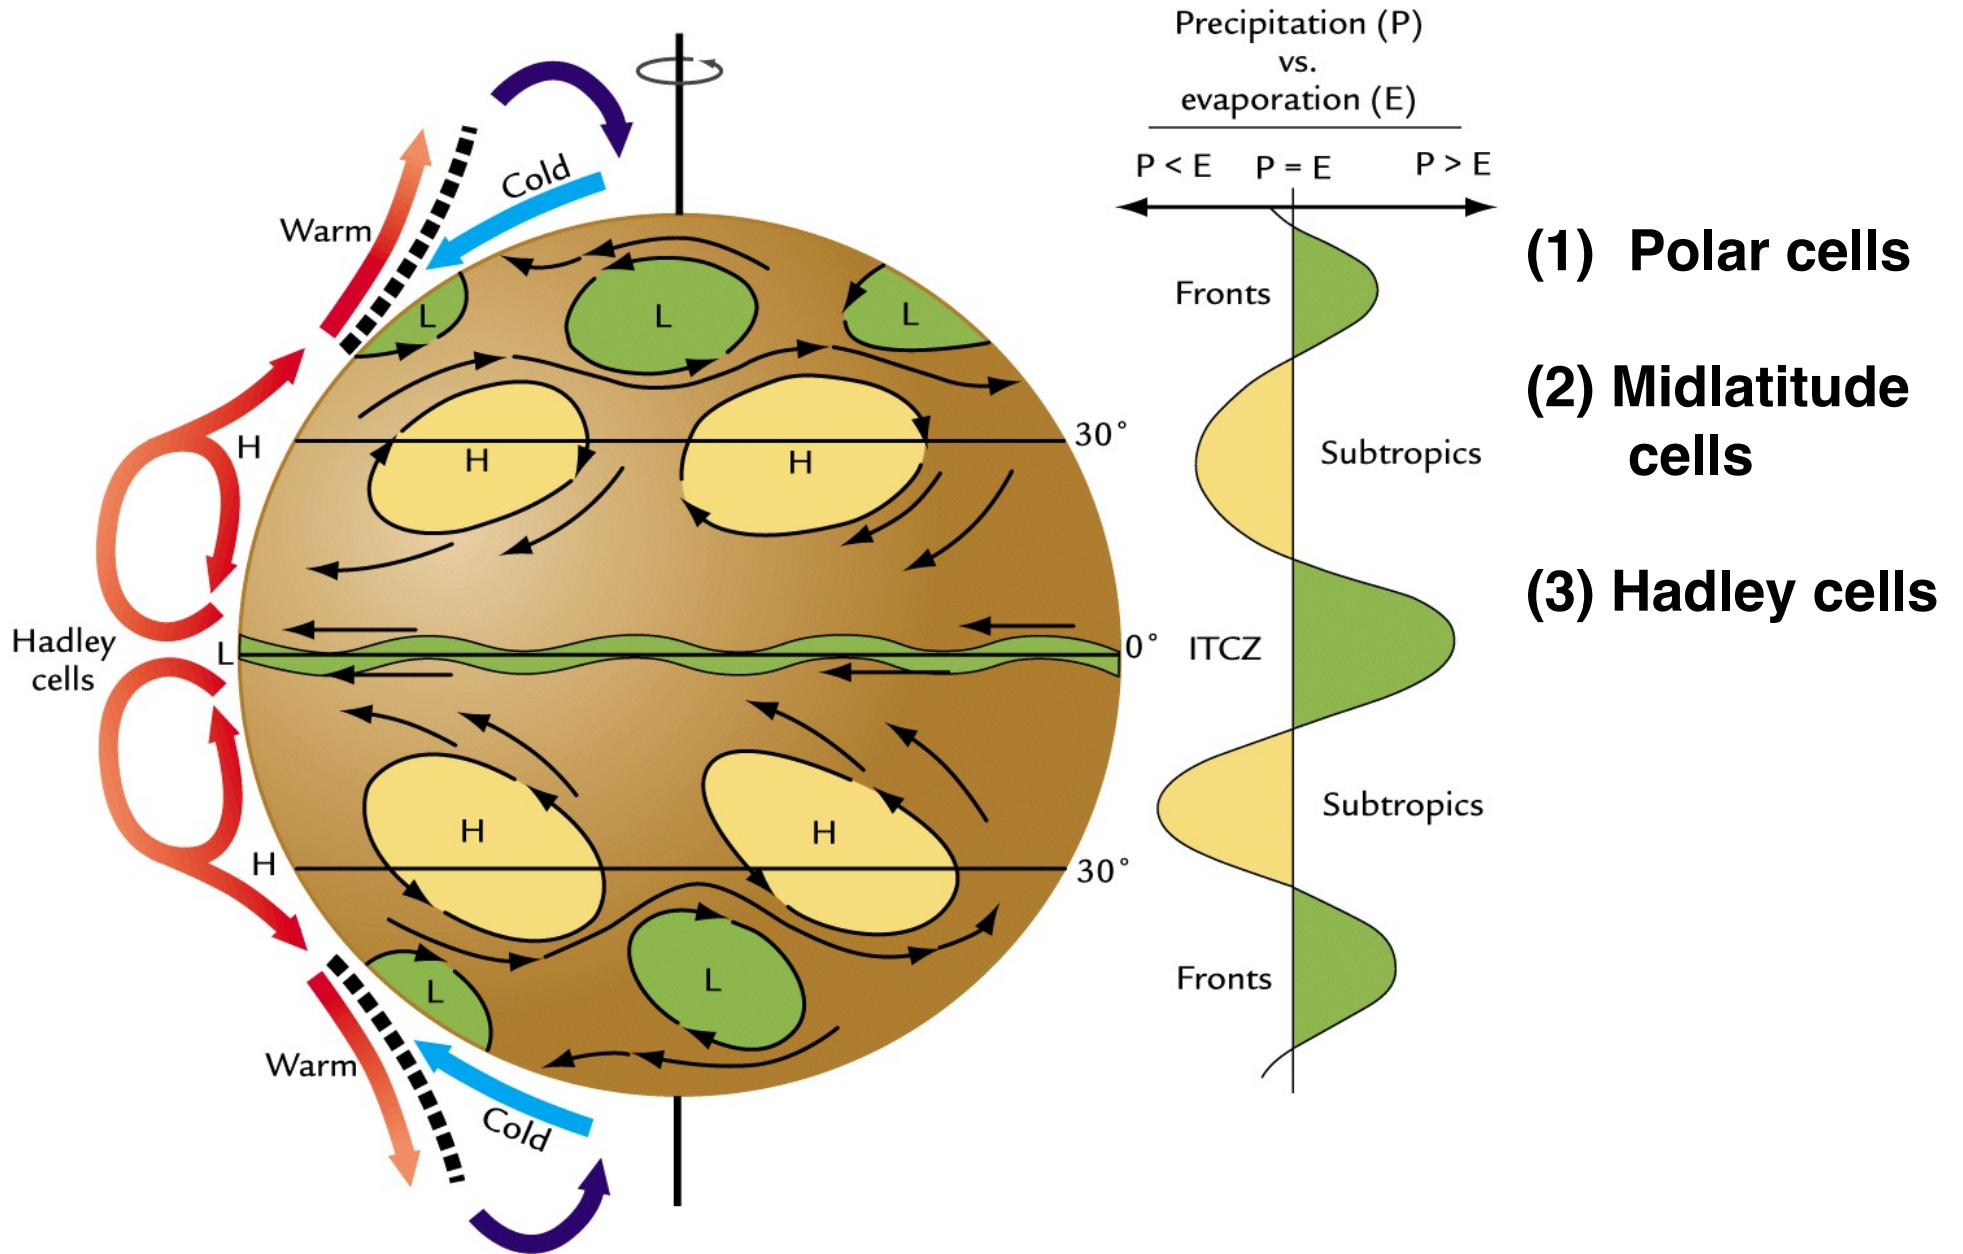 Precipitation (P)
vs.
evaporation (E)
P < E P = E P > E
Cold
Warm
(1) Polar cells
Fronts
L
L
L
(2) Midlatitude
cells
H
30°
H
H
Subtropics
(3) Hadley cells
Hadley
cells
L
0°
ITCZ
H
H
Subtropics
H
30°
L
L
Fronts
Warm
Cold